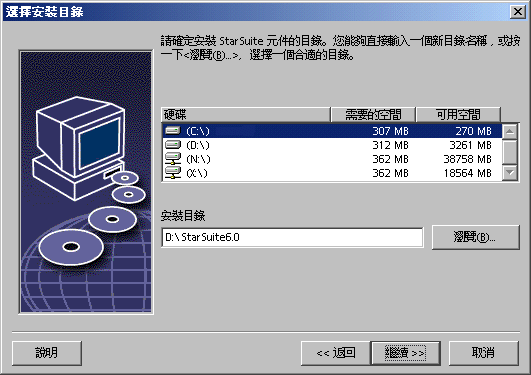 選擇安裝目錄
請確定安裝 StarSuite 元件的目錄。您能夠直接輸入一個新目錄名稱，或按
一下<瀏覽(B)...>，選擇一個合適的目錄。
硬碟 需要的空間 可用空間
(C:\) 307 MB 270 MB
(D:\) 312 MB 3261 MB
(N:\) 362 MB 38758 MB
(X:\) 362 MB 18564 MB
安裝目錄
D:\StarSuite6.0 瀏覽(B)...
說明 << 返回 繼續 >> 取消